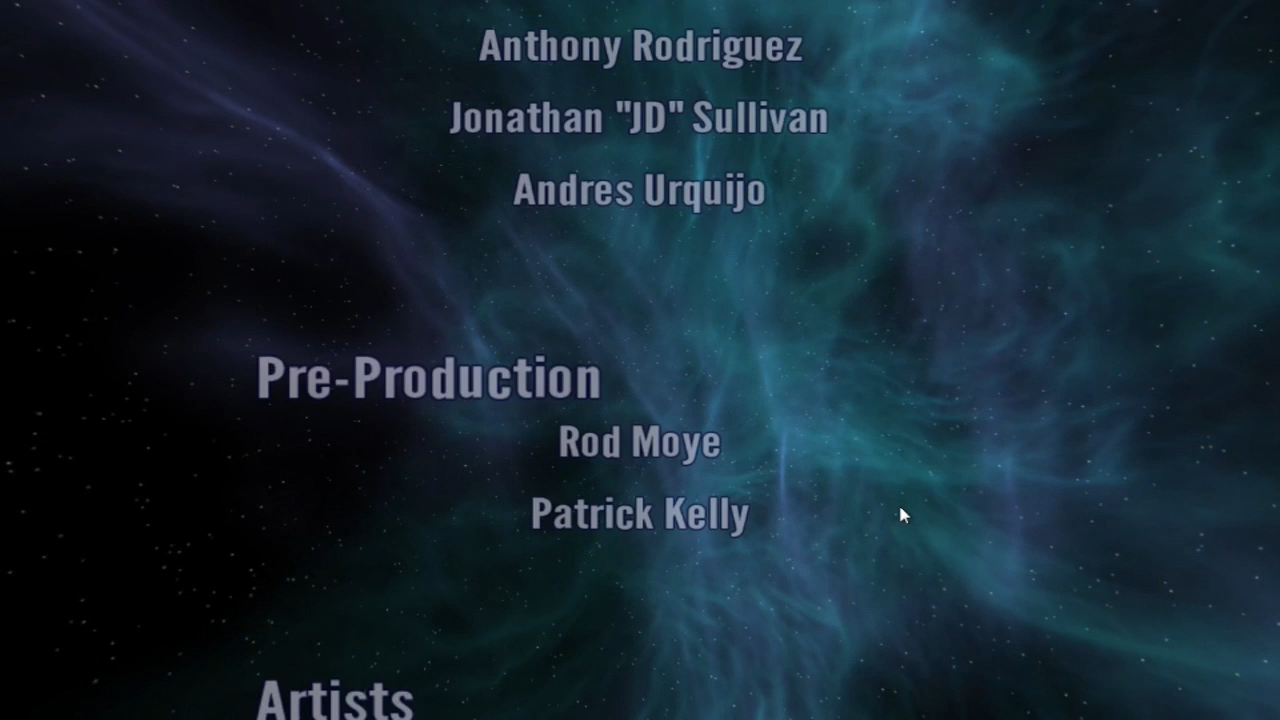 Anthony Rodriguez
Jonathan "JD" Sullivan
Andres Urquijo
Pre-Production
Rod Moye
Patrick Kelly
Artists